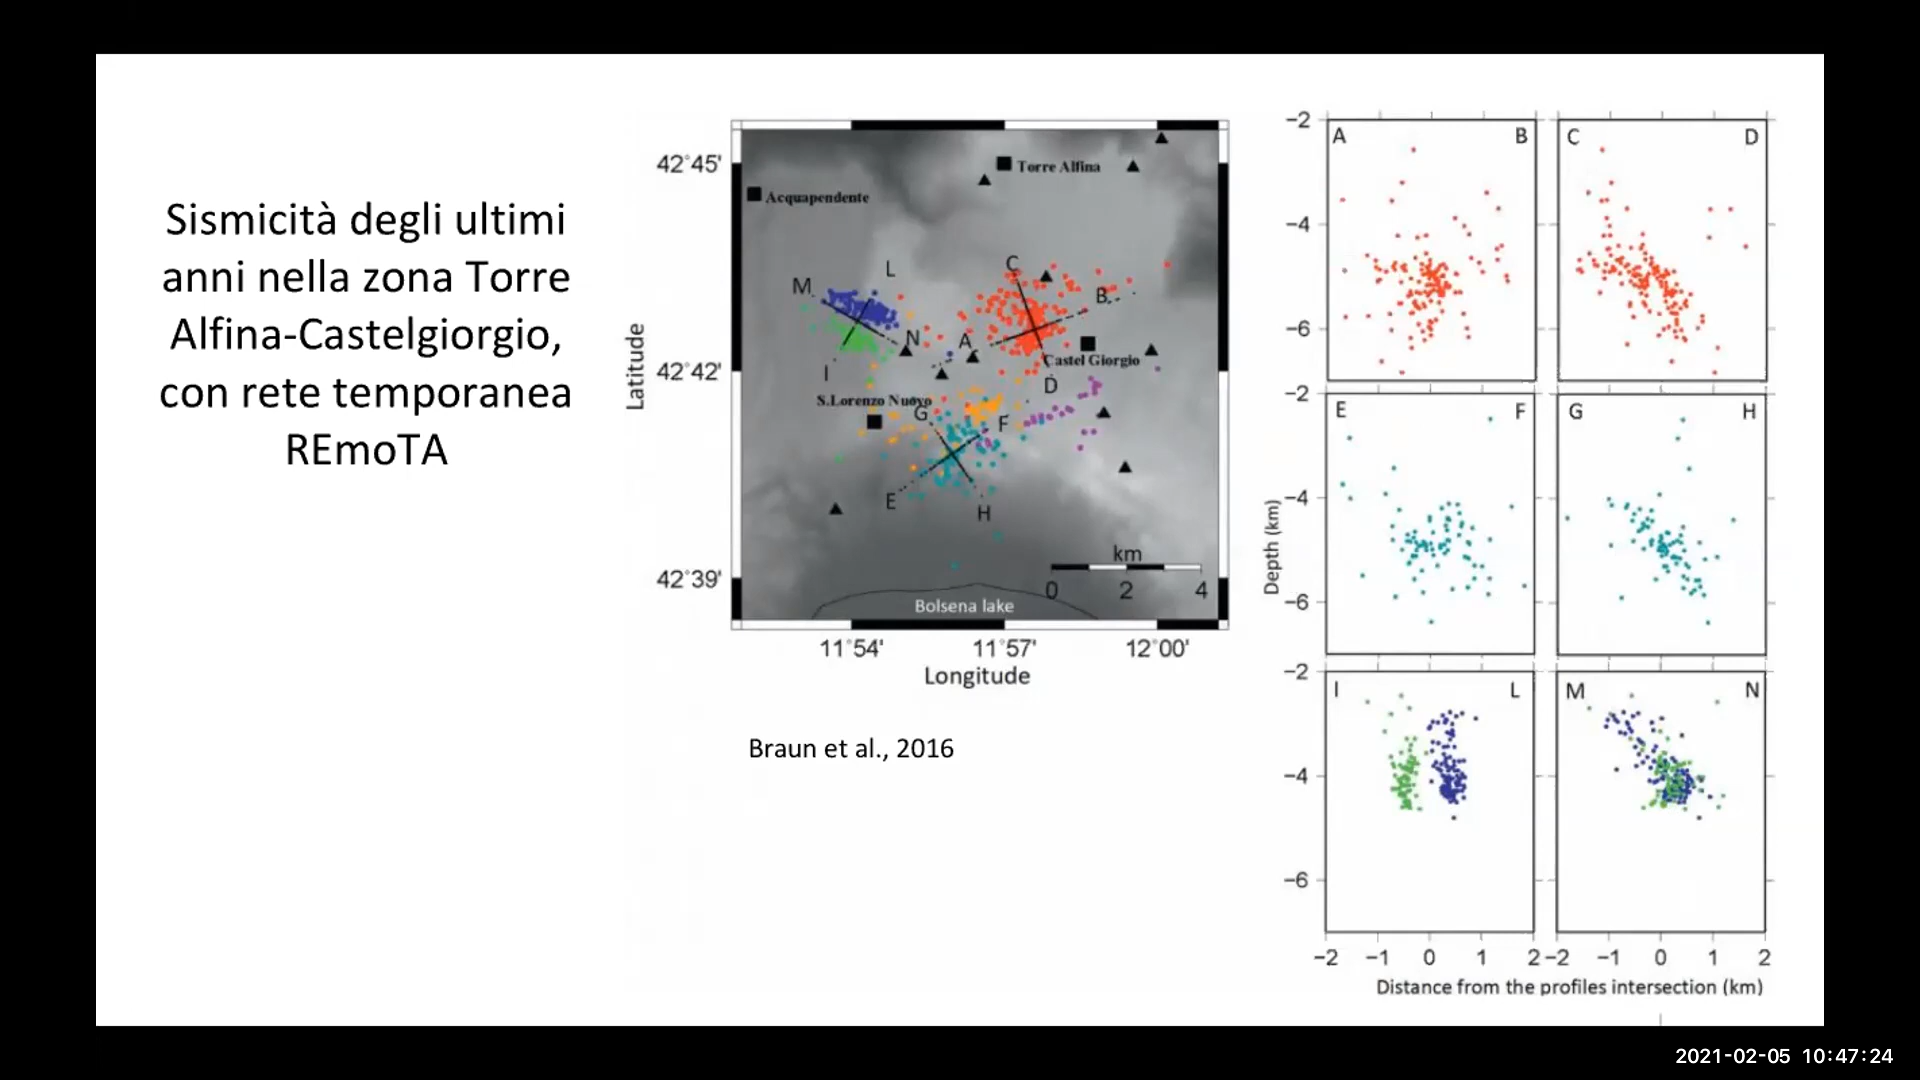 Sismicità degli ultimi
anni nella zona Torre
Alfina-Castelgiorgio,
con rete temporanea
REmoTA
Latitude
42°45'
42°42'
42°39'
Torre Alfina
Acquapendente
L
C
M
B
N
A
Castel Giorgio
I
D
S.Lorenzo Nuovo
G
F
E
H
km
0 2 4
Bolsena lake
11°54' 11°57' 12°00'
Longitude
Braun et al., 2016
Depth (km)
−2
A B C D
−4
−6
−2
E F G H
−4
−6
−2
I L M N
−4
−6
−2 −1 0 1 2 −2 −1 0 1 2
Distance from the profiles intersection (km)
2021-02-05 10:47:24